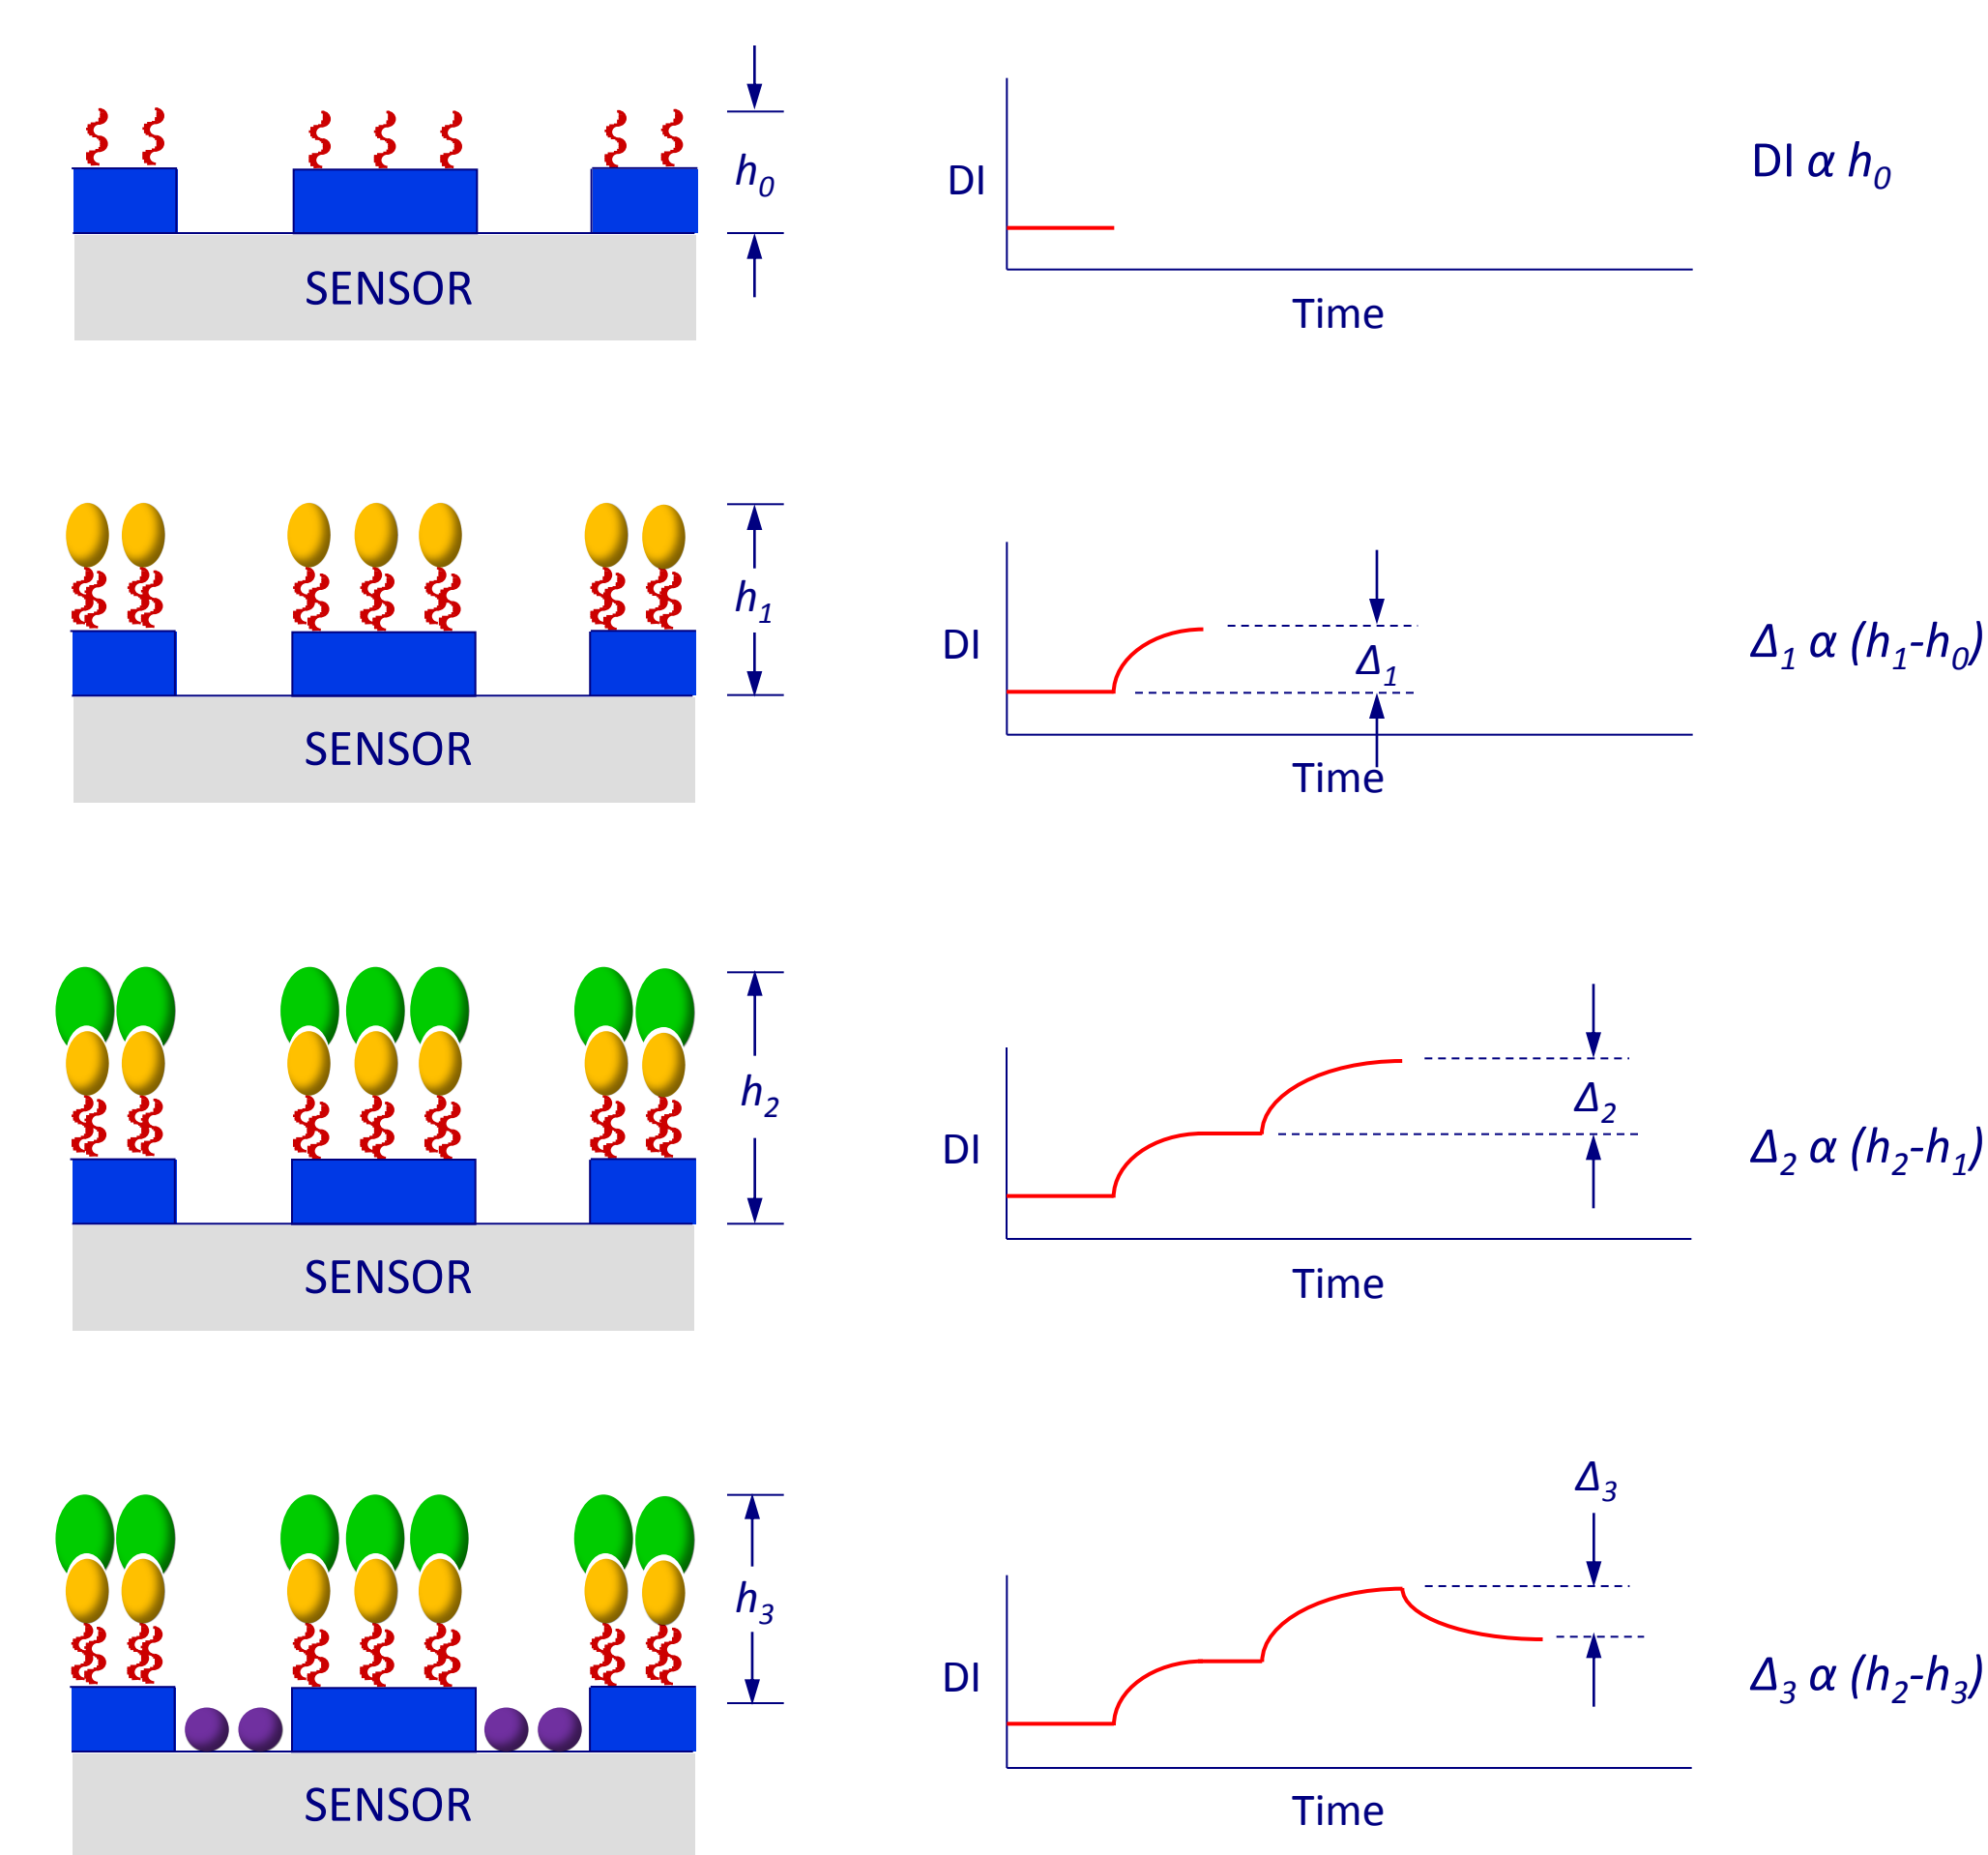 h0
DI
DI α h0
SENSOR
Time
h1
DI
Δ1
Δ1 α (h1-h0)
SENSOR
Time
h2
DI
Δ2
Δ2 α (h2-h1)
SENSOR
Time
Δ3
h3
DI
Δ3 α (h2-h3)
SENSOR
Time